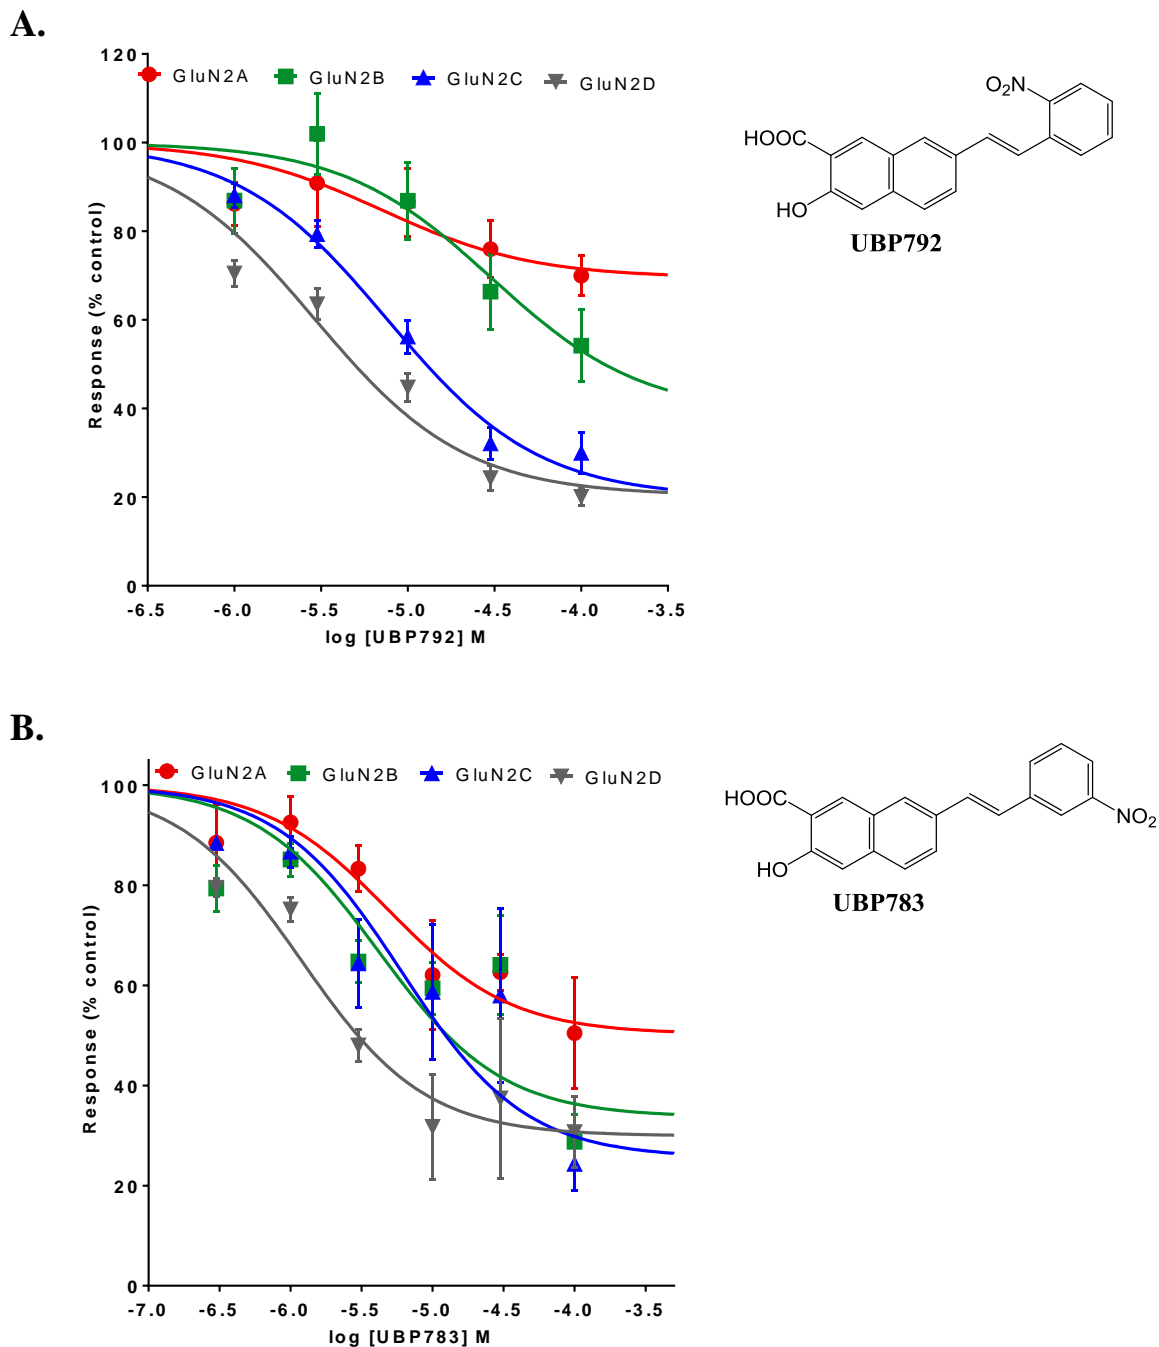 A.
120
GluN2A GluN2B GluN2C GluN2D
100
80
60
40
20
0
Response (% control)
-6.5 -6.0 -5.5 -5.0 -4.5 -4.0 -3.5
log [UBP792] M
O2N
HOOC
HO
UBP792
B.
GluN2A GluN2B GluN2C GluN2D
100
80
60
40
20
0
Response (% control)
-7.0 -6.5 -6.0 -5.5 -5.0 -4.5 -4.0 -3.5
log [UBP783] M
HOOC
NO2
HO
UBP783